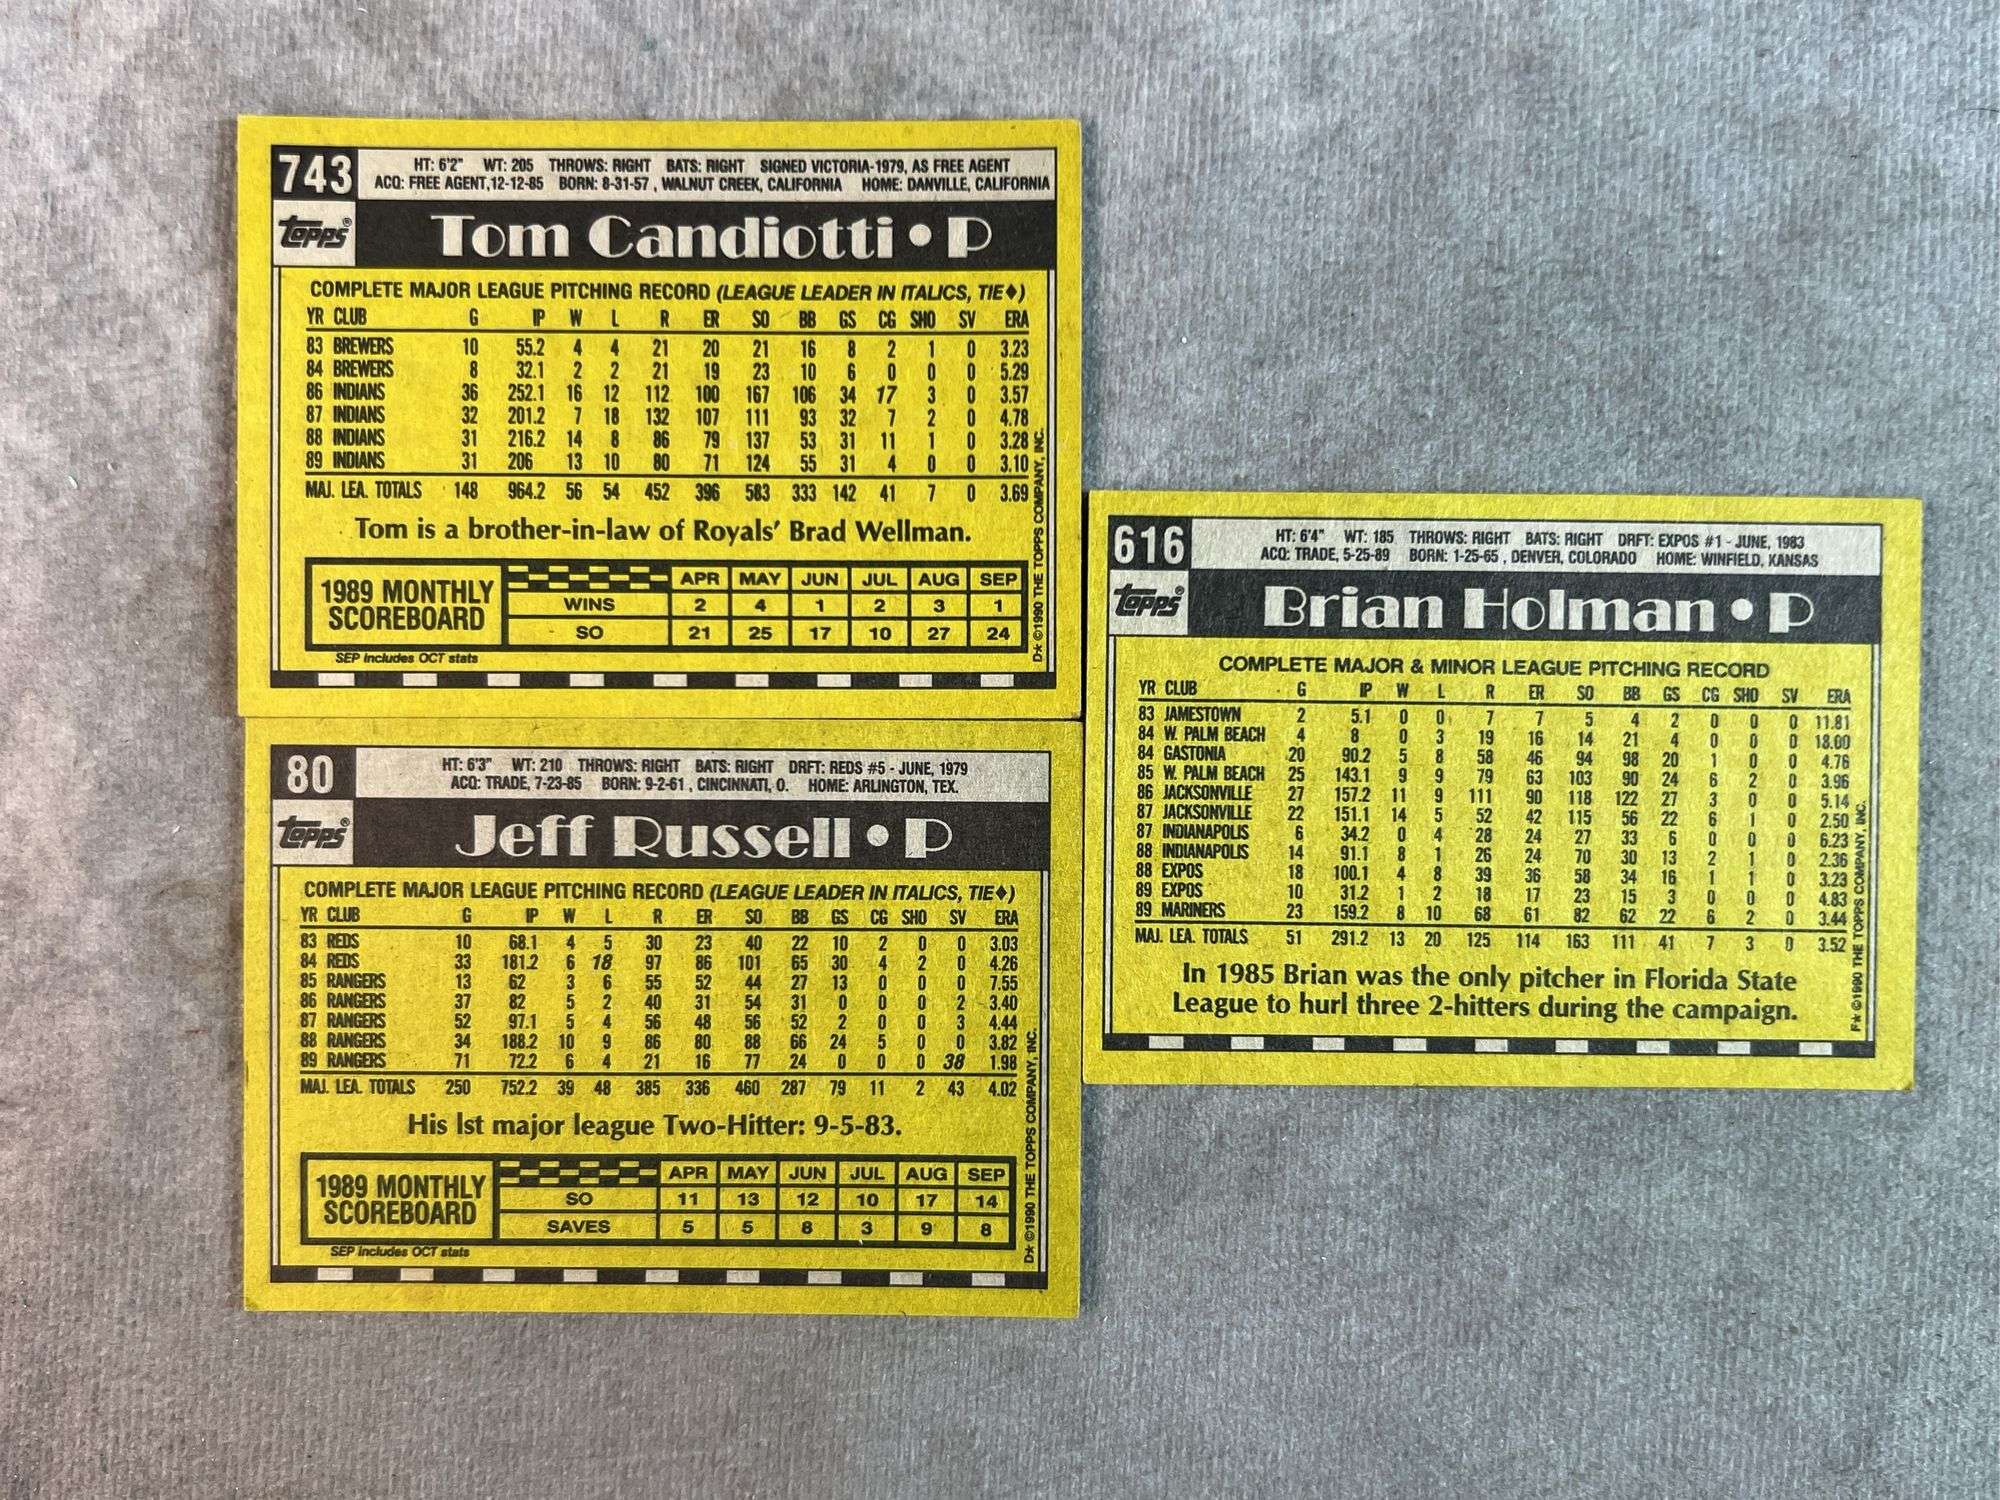 743
HT: 6'2" WT: 205 THROWS: RIGHT BATS: RIGHT SIGNED VICTORIA-1979, AS FREE AGENT
ACQ: FREE AGENT,12-12-85 BORN: 8-31-57 , WALNUT CREEK, CALIFORNIA HOME: DANVILLE, CALIFORNIA
topps® Tom Candiotti • P
COMPLETE MAJOR LEAGUE PITCHING RECORD (LEAGUE LEADER IN ITALICS, TIE♦)
YR CLUB G IP W L R ER SO BB GS CG SHO SV ERA
83 BREWERS 10 55.2 4 4 21 20 21 16 8 2 1 0 3.23
84 BREWERS 8 32.1 2 2 21 19 23 10 6 0 0 0 5.29
86 INDIANS 36 252.1 16 12 112 100 167 106 34 17 3 0 3.57
87 INDIANS 32 201.2 7 18 132 107 111 93 32 7 2 0 4.78
88 INDIANS 31 216.2 14 8 86 79 137 53 31 11 1 0 3.28
89 INDIANS 31 206 13 10 80 71 124 55 31 4 0 0 3.10
MAJ. LEA. TOTALS 148 964.2 56 54 452 396 583 333 142 41 7 0 3.69
Tom is a brother-in-law of Royals' Brad Wellman.
1989 MONTHLY SCOREBOARD
APR MAY JUN JUL AUG SEP
WINS 2 4 1 2 3 1
SO 21 25 17 10 27 24
SEP includes OCT stats
D* ©1990 THE TOPPS COMPANY, INC.
80
HT: 6'3" WT: 210 THROWS: RIGHT BATS: RIGHT DRFT: REDS #5 - JUNE, 1979
ACQ: TRADE, 7-23-85 BORN: 9-2-61 , CINCINNATI, O. HOME: ARLINGTON, TEX.
topps® Jeff Russell • P
COMPLETE MAJOR LEAGUE PITCHING RECORD (LEAGUE LEADER IN ITALICS, TIE♦)
YR CLUB G IP W L R ER SO BB GS CG SHO SV ERA
83 REDS 10 68.1 4 5 30 23 40 22 10 2 0 0 3.03
84 REDS 33 181.2 6 18 97 86 101 65 30 4 2 0 4.26
85 RANGERS 13 62 3 6 55 52 44 27 13 0 0 0 7.55
86 RANGERS 37 82 5 2 40 31 54 31 0 0 0 2 3.40
87 RANGERS 52 97.1 5 4 56 48 56 52 2 0 0 3 4.44
88 RANGERS 34 188.2 10 9 86 80 88 66 24 5 0 0 3.82
89 RANGERS 71 72.2 6 4 21 16 77 24 0 0 0 38 1.98
MAJ. LEA. TOTALS 250 752.2 39 48 385 336 460 287 79 11 2 43 4.02
His 1st major league Two-Hitter: 9-5-83.
1989 MONTHLY SCOREBOARD
APR MAY JUN JUL AUG SEP
SO 11 13 12 10 17 14
SAVES 5 5 8 3 9 8
SEP includes OCT stats
D* ©1990 THE TOPPS COMPANY, INC.
616
HT: 6'4" WT: 185 THROWS: RIGHT BATS: RIGHT DRFT: EXPOS #1 - JUNE, 1983
ACQ: TRADE, 5-25-89 BORN: 1-25-65 , DENVER, COLORADO HOME: WINFIELD, KANSAS
topps® Brian Holman • P
COMPLETE MAJOR & MINOR LEAGUE PITCHING RECORD
YR CLUB G IP W L R ER SO BB GS CG SHO SV ERA
83 JAMESTOWN 2 5.1 0 0 7 7 5 4 2 0 0 0 11.81
84 W. PALM BEACH 4 8 0 3 19 16 14 21 4 0 0 0 18.00
84 GASTONIA 20 90.2 5 8 58 46 94 98 20 1 0 0 4.76
85 W. PALM BEACH 25 143.1 9 9 79 63 103 90 24 6 2 0 3.96
86 JACKSONVILLE 27 157.2 11 9 111 90 118 122 27 3 0 0 5.14
87 JACKSONVILLE 22 151.1 14 5 52 42 115 56 22 6 1 0 2.50
87 INDIANAPOLIS 6 34.2 0 4 28 24 27 33 6 0 0 0 6.23
88 INDIANAPOLIS 14 91.1 8 1 26 24 70 30 13 2 1 0 2.36
88 EXPOS 18 100.1 4 8 39 36 58 34 16 1 1 0 3.23
89 EXPOS 10 31.2 1 2 18 17 23 15 3 0 0 0 4.83
89 MARINERS 23 159.2 8 10 68 61 82 62 22 6 2 0 3.44
MAJ. LEA. TOTALS 51 291.2 13 20 125 114 163 111 41 7 3 0 3.52
In 1985 Brian was the only pitcher in Florida State
League to hurl three 2-hitters during the campaign.
F* ©1990 THE TOPPS COMPANY, INC.